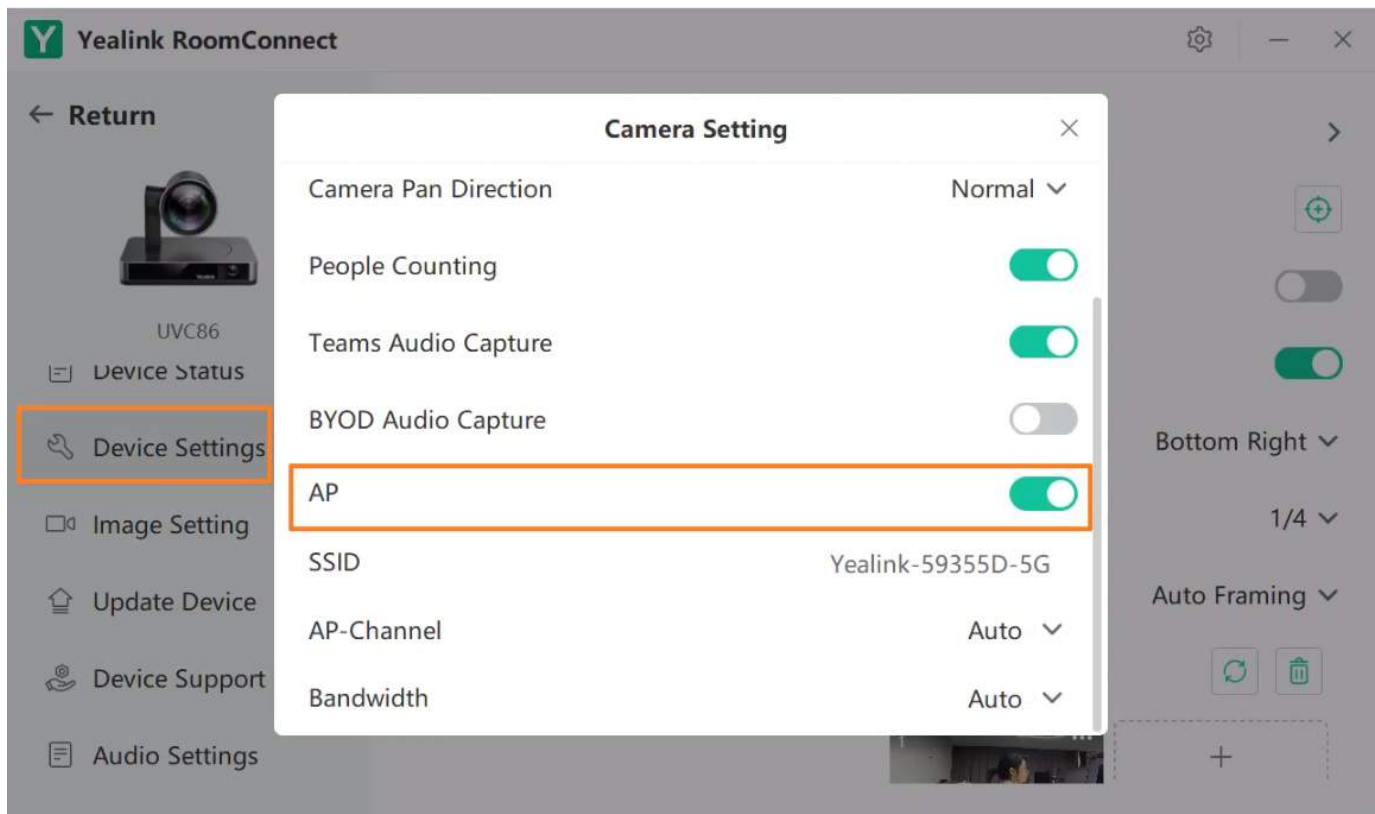 Yealink RoomConnect
Return
UVC86
Device Status
Device Settings
Image Setting
Update Device
Device Support
Audio Settings
Camera Setting
Camera Pan Direction Normal
People Counting
Teams Audio Capture
BYOD Audio Capture
AP
SSID Yealink-59355D-5G
AP-Channel Auto
Bandwidth Auto
Bottom Right
1/4
Auto Framing